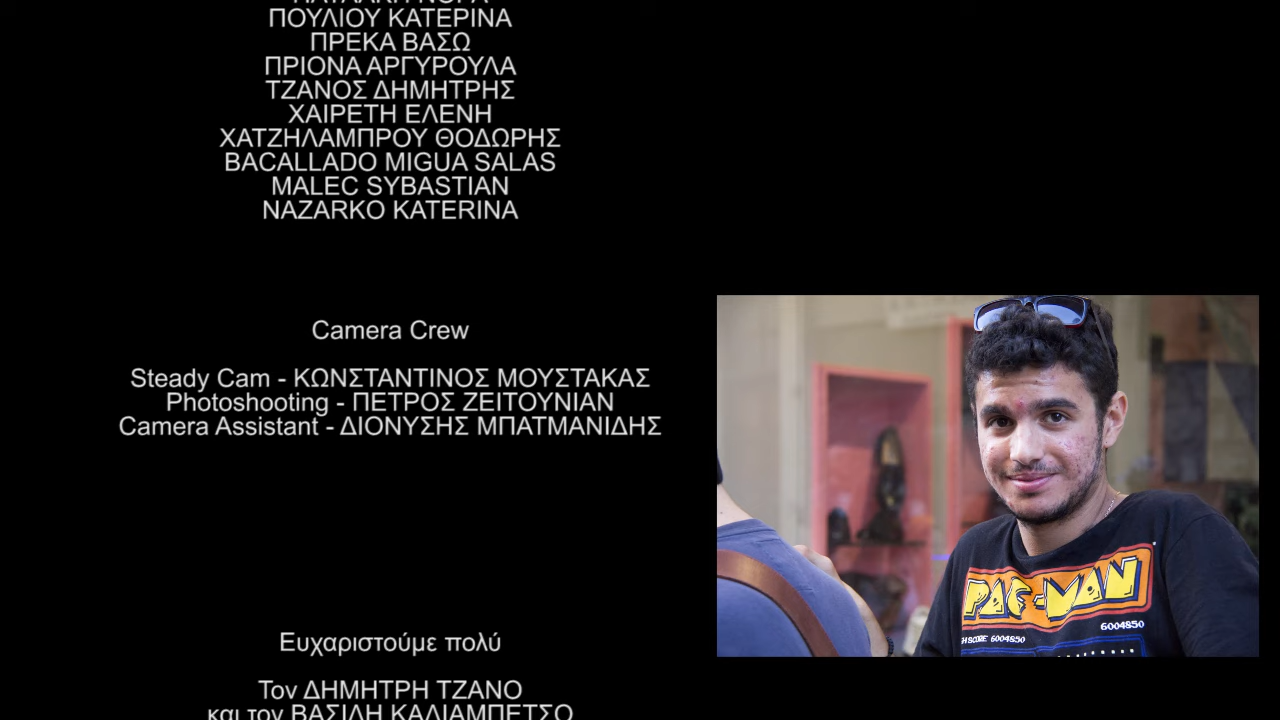 ΠΟΥΛΙΟΥ ΚΑΤΕΡΙΝΑ
ΠΡΕΚΑ ΒΑΣΩ
ΠΡΙΟΝΑ ΑΡΓΥΡΟΥΛΑ
ΤΖΑΝΟΣ ΔΗΜΗΤΡΗΣ
ΧΑΙΡΕΤΗ ΕΛΕΝΗ
ΧΑΤΖΗΛΑΜΠΡΟΥ ΘΟΔΩΡΗΣ
BACALLADO MIGUA SALAS
MALEC SYBASTIAN
NAZARKO KATERINA
Camera Crew
Steady Cam - ΚΩΝΣΤΑΝΤΙΝΟΣ ΜΟΥΣΤΑΚΑΣ
Photoshooting - ΠΕΤΡΟΣ ΖΕΙΤΟΥΝΙΑΝ
Camera Assistant - ΔΙΟΝΥΣΗΣ ΜΠΑΤΜΑΝΙΔΗΣ
Ευχαριστούμε πολύ
Τον ΔΗΜΗΤΡΗ ΤΖΑΝΟ
και τον ΒΑΣΙΛΗ ΚΑΛΙΑΜΠΕΤΣΟ
PAC-MAN
6004850
SCORE 6004850